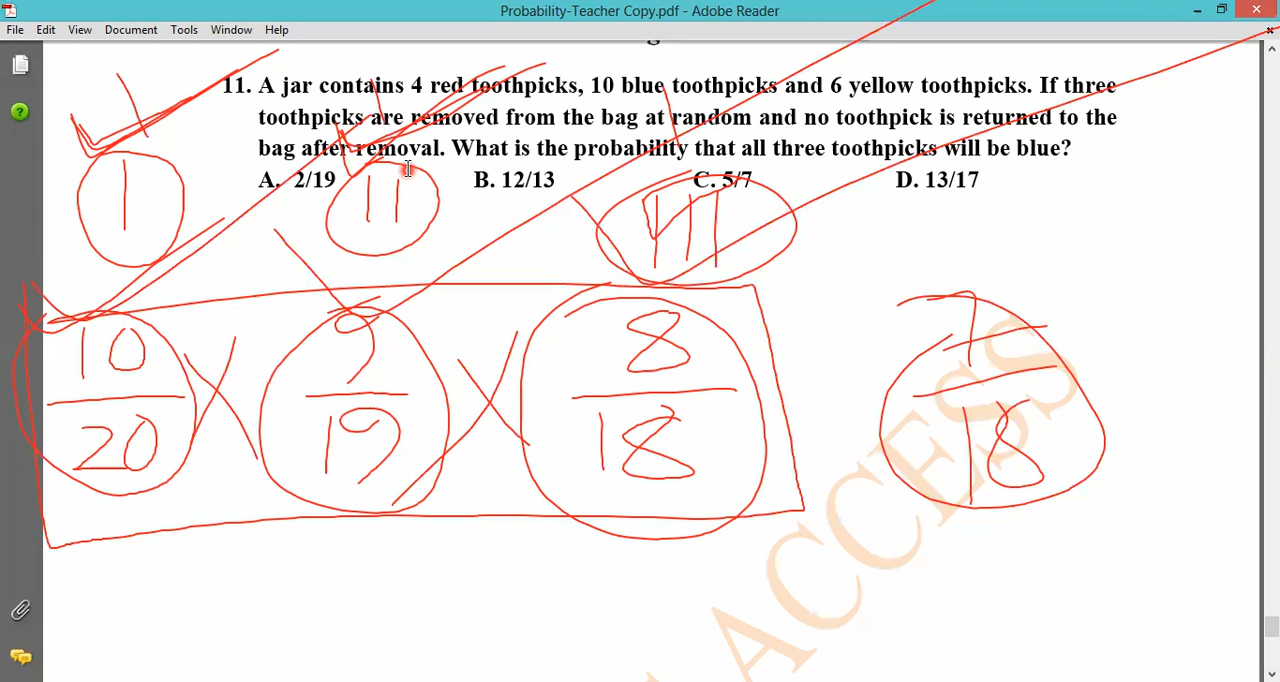 Probability-Teacher Copy.pdf - Adobe Reader
File Edit View Document Tools Window Help
11. A jar contains 4 red toothpicks, 10 blue toothpicks and 6 yellow toothpicks. If three
toothpicks are removed from the bag at random and no toothpick is returned to the
bag after removal. What is the probability that all three toothpicks will be blue?
A. 2/19 B. 12/13 C. 5/7 D. 13/17
1 11 111
10 9 8 7
20 19 18 18
ACCESS